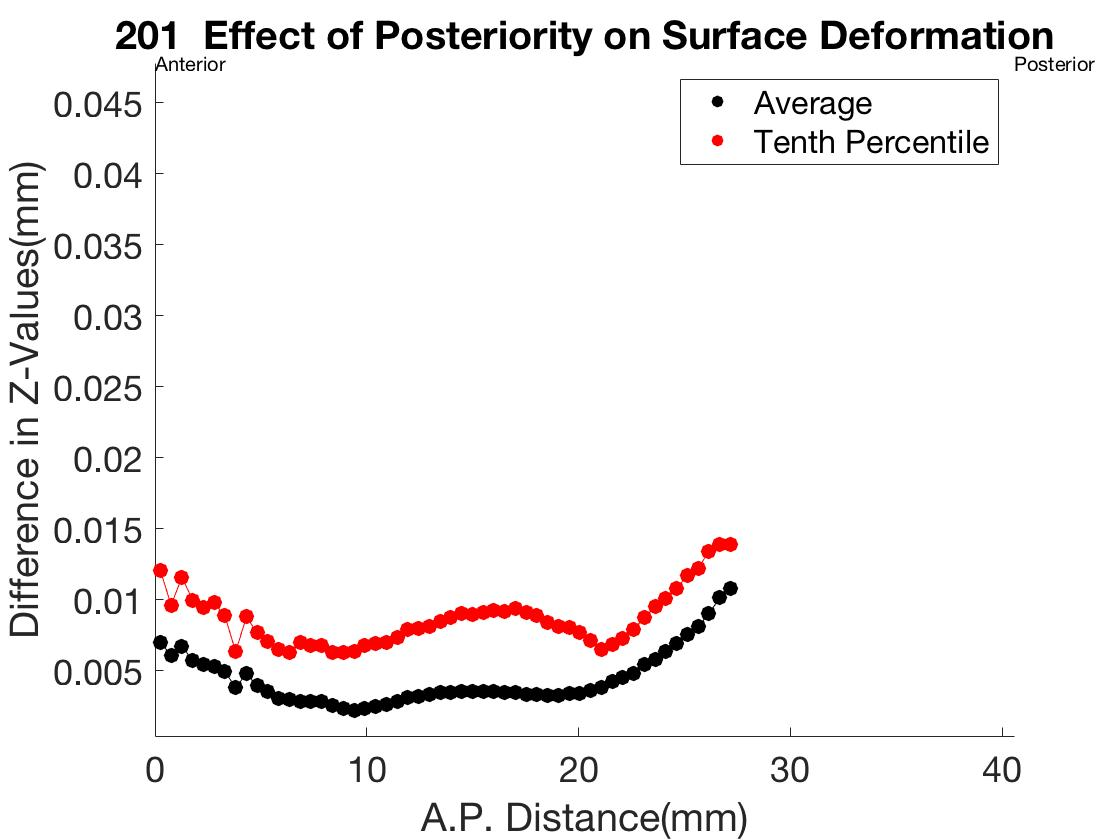 201  Effect of Posteriority on Surface Deformation
Anterior
Posterior
Average
Tenth Percentile
0.045
0.04
0.035
0.03
0.025
0.02
0.015
0.01
0.005
Difference in Z-Values(mm)
0
10
20
30
40
A.P. Distance(mm)